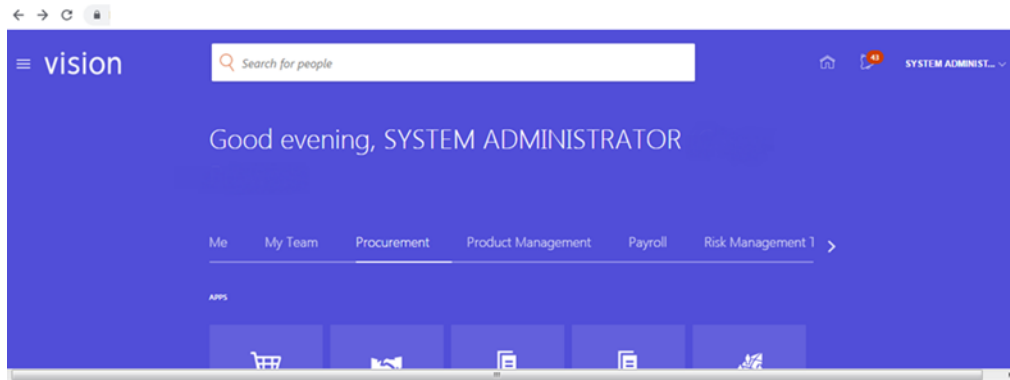 vision
Search for people
43
SYSTEM ADMINIST...
Good evening, SYSTEM ADMINISTRATOR
Me My Team Procurement Product Management Payroll Risk Management T
APPS